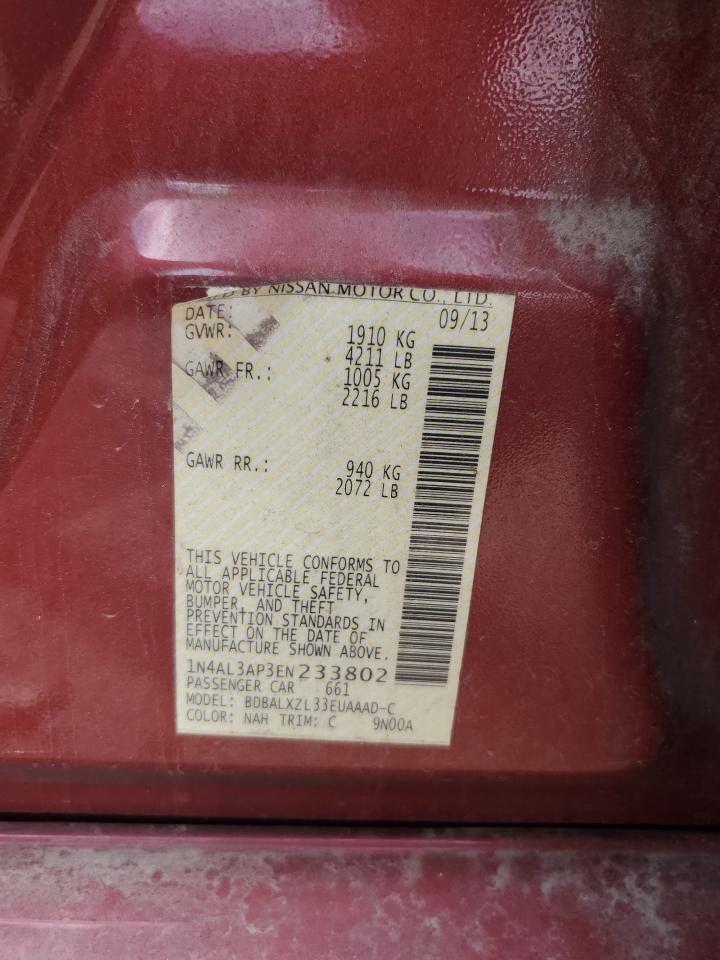 BY NISSAN MOTOR CO., LTD.
DATE: 09/13
GVWR: 1910 KG
4211 LB
GAWR FR.: 1005 KG
2216 LB
GAWR RR.: 940 KG
2072 LB
THIS VEHICLE CONFORMS TO
ALL APPLICABLE FEDERAL
MOTOR VEHICLE SAFETY,
BUMPER, AND THEFT
PREVENTION STANDARDS IN
EFFECT ON THE DATE OF
MANUFACTURE SHOWN ABOVE.
1N4AL3AP3EN233802
PASSENGER CAR 661
MODEL: BDBALXZL33EUAAAD-C
COLOR: NAH TRIM: C 9N00A